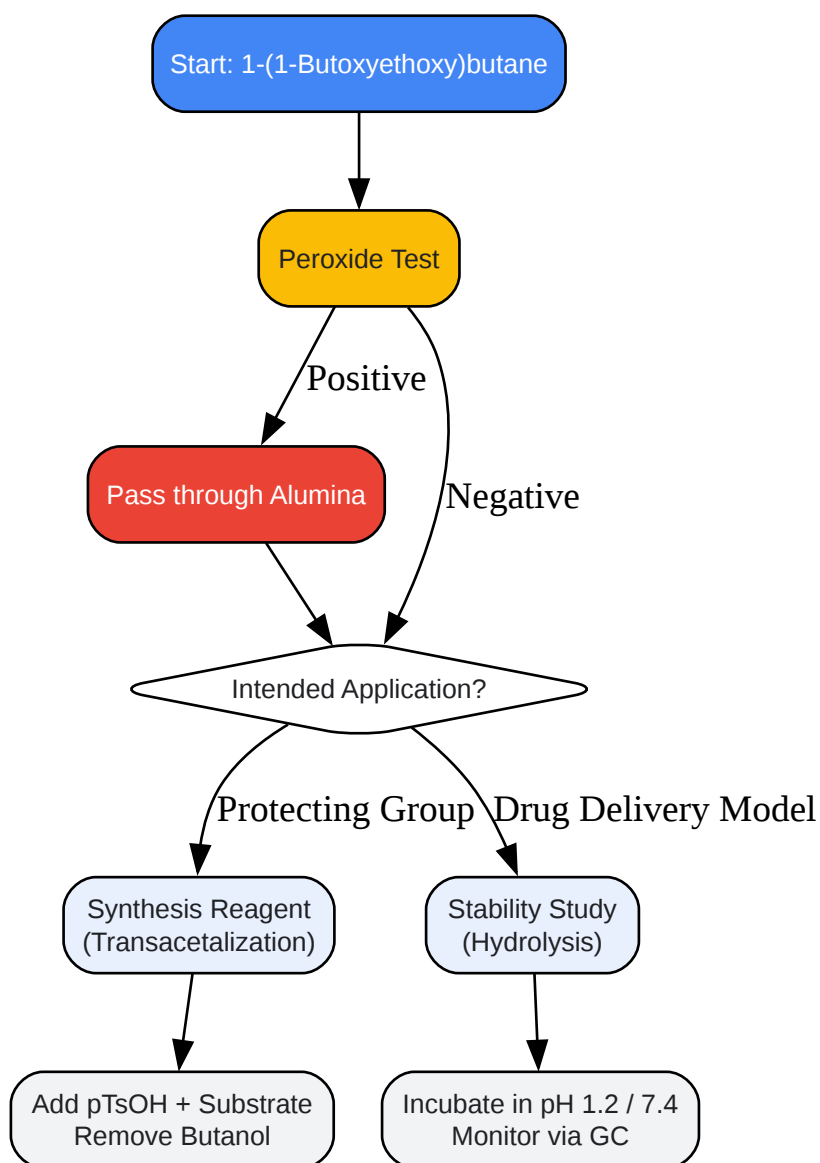 Start: 1-(1-Butoxyethoxy)butane
Peroxide Test
Positive
Pass through Alumina
Negative
Intended Application?
Protecting Group
Drug Delivery Model
Synthesis Reagent
(Transacetalization)
Stability Study
(Hydrolysis)
Add pTsOH + Substrate
Remove Butanol
Incubate in pH 1.2 / 7.4
Monitor via GC